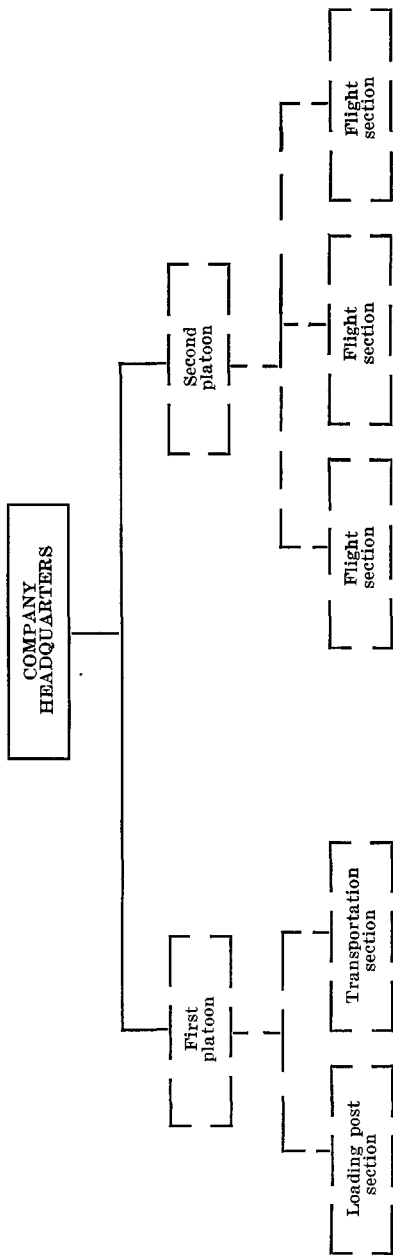 COMPANY
HEADQUARTERS
First
platoon
Second
platoon
Loading post
section
Transportation
section
Flight
section
Flight
section
Flight
section